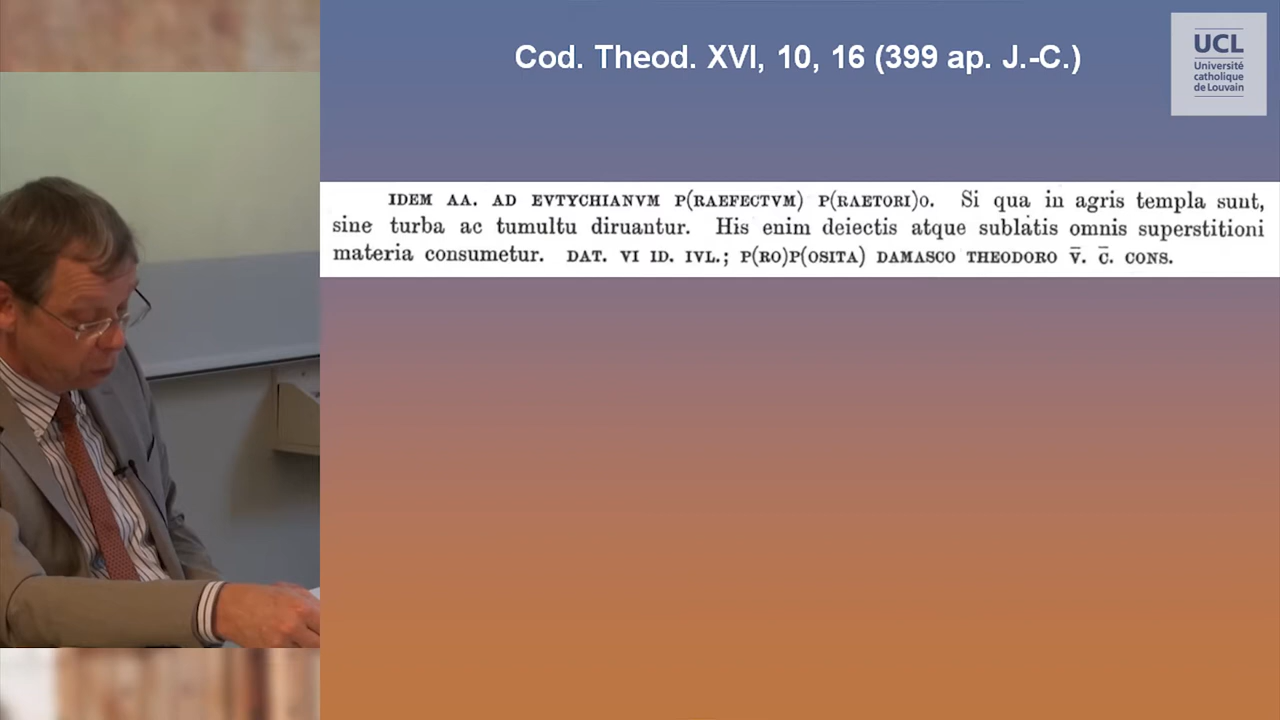 Cod. Theod. XVI, 10, 16 (399 ap. J.-C.)
UCL
Université
catholique
de Louvain
IDEM AA. AD EVTYCHIANVM P(RAEFECTVM) P(RAETORI)O. Si qua in agris templa sunt,
sine turba ac tumultu diruantur. His enim deiectis atque sublatis omnis superstitioni
materia consumetur. DAT. VI ID. IVL.; P(RO)P(OSITA) DAMASCO THEODORO V̅. C̅. CONS.